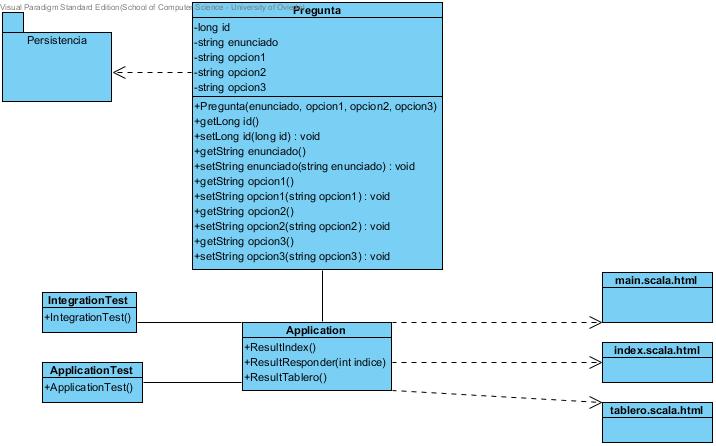 Visual Paradigm Standard Edition(School of Computer Science - University of Oviedo)
Pregunta
-long id
-string enunciado
-string opcion1
-string opcion2
-string opcion3
Persistencia
+Pregunta(enunciado, opcion1, opcion2, opcion3)
+getLong id()
+setLong id(long id) : void
+getString enunciado()
+setString enunciado(string enunciado) : void
+getString opcion1()
+setString opcion1(string opcion1) : void
+getString opcion2()
+setString opcion2(string opcion2) : void
+getString opcion3()
+setString opcion3(string opcion3) : void
IntegrationTest
+IntegrationTest()
ApplicationTest
+ApplicationTest()
Application
+ResultIndex()
+ResultResponder(int indice)
+ResultTablero()
main.scala.html
index.scala.html
tablero.scala.html